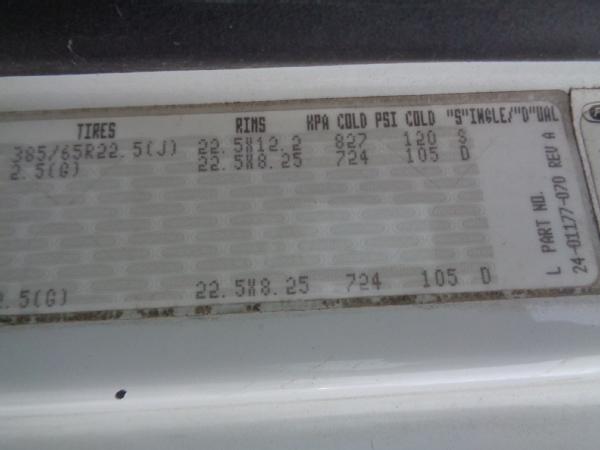 TIRES RIMS KPA COLD PSI COLD "S"INGLE/"D"UAL
385/65R22.5(J) 22.5X12.2 827 120 S
2.5(G) 22.5X8.25 724 105 D
2.5(G) 22.5X8.25 724 105 D
L PART NO.
24-01177-070 REV A